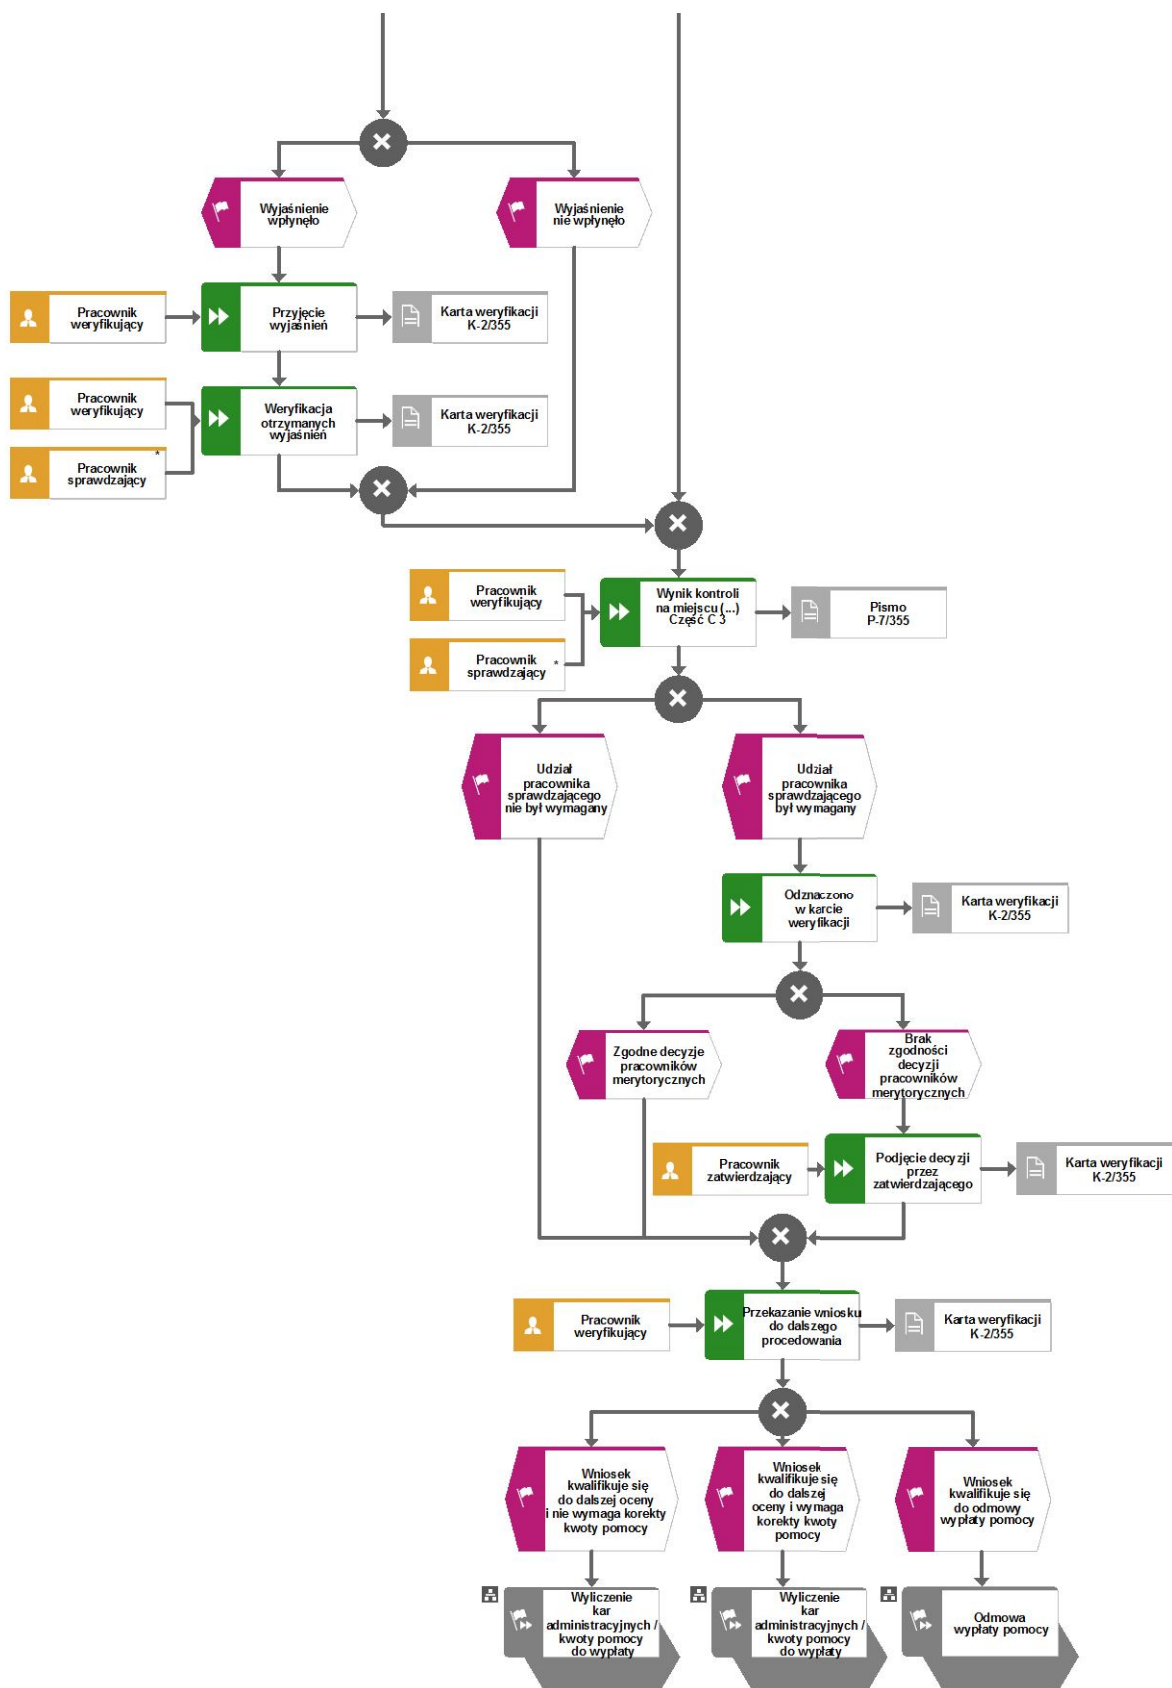 Wyjaśnienie
wpłynęło
Wyjaśnienie
nie wpłynęło
Pracownik
weryfikujący
Przyjęcie
wyjaśnień
Karta weryfikacji
K-2/355
Pracownik
weryfikujący
Weryfikacja
otrzymanych
wyjaśnień
Karta weryfikacji
K-2/355
Pracownik *
sprawdzający
Pracownik
weryfikujący
Wynik kontroli
na miejscu (...)
Część C 3
Pismo
P-7/355
Pracownik *
sprawdzający
Udział
pracownika
sprawdzającego
nie był wymagany
Udział
pracownika
sprawdzającego
był wymagany
Odznaczono
w karcie
weryfikacji
Karta weryfikacji
K-2/355
Zgodne decyzje
pracowników
merytorycznych
Brak
zgodności
decyzji
pracowników
merytorycznych
Pracownik
zatwierdzający
Podjęcie decyzji
przez
zatwierdzającego
Karta weryfikacji
K-2/355
Pracownik
weryfikujący
Przekazanie wniosku
do dalszego
procedowania
Karta weryfikacji
K-2/355
Wniosek
kwalifikuje się
do dalszej oceny
i nie wymaga korekty
kwoty pomocy
Wniosek
kwalifikuje się
do dalszej
oceny i wymaga
korekty kwoty
pomocy
Wniosek
kwalifikuje się
do odmowy
wypłaty pomocy
Wyliczenie
kar
administracyjnych /
kwoty pomocy
do wypłaty
Wyliczenie
kar
administracyjnych /
kwoty pomocy
do wypłaty
Odmowa
wypłaty pomocy